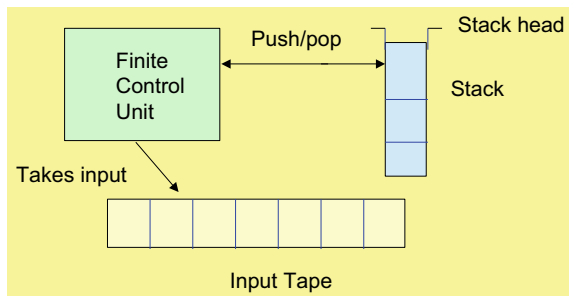 Finite
Control
Unit
Push/pop
Stack head
Stack
Takes input
Input Tape